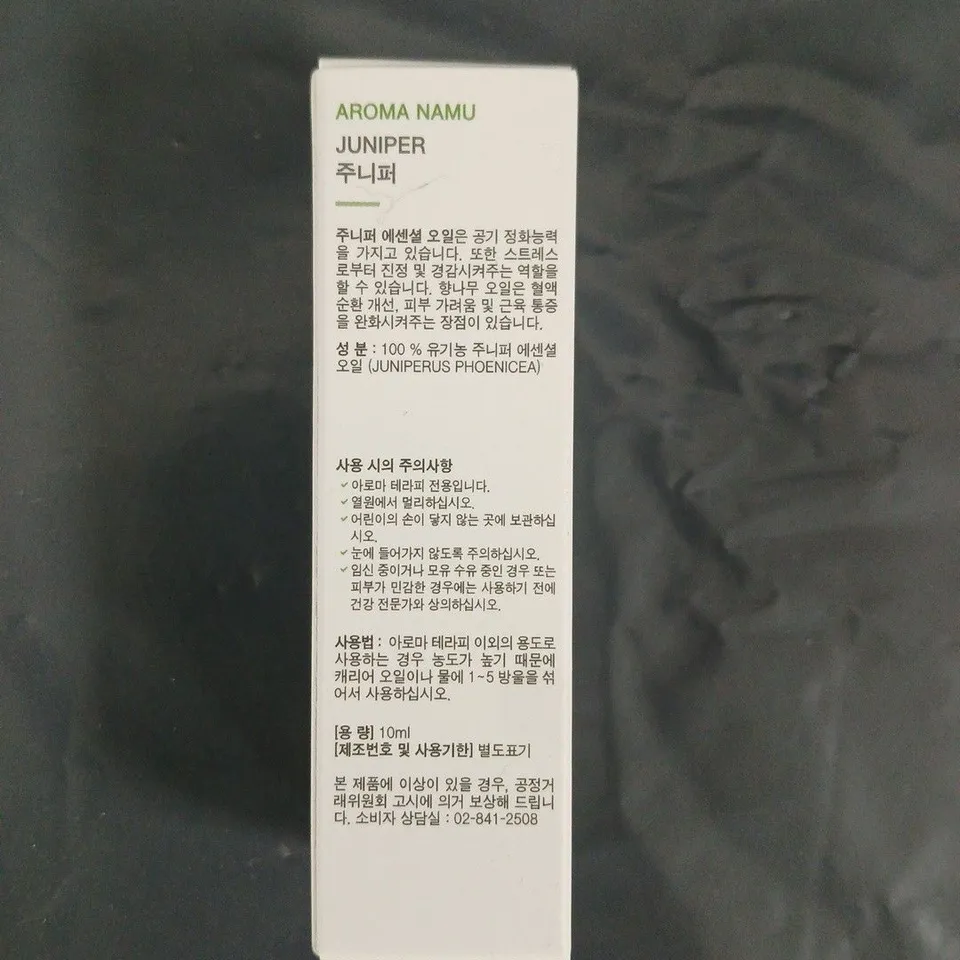 AROMA NAMU
JUNIPER
주니퍼
주니퍼 에센셜 오일은 공기 정화능력
을 가지고 있습니다. 또한 스트레스
로부터 진정 및 경감시켜주는 역할을
할 수 있습니다. 향나무 오일은 혈액
순환 개선, 피부 가려움 및 근육 통증
을 완화시켜주는 장점이 있습니다.
성 분 : 100 % 유기농 주니퍼 에센셜
오일 (JUNIPERUS PHOENICEA)
사용 시의 주의사항
✓ 아로마 테라피 전용입니다.
✓ 열원에서 멀리하십시오.
✓ 어린이의 손이 닿지 않는 곳에 보관하십
시오.
✓ 눈에 들어가지 않도록 주의하십시오.
✓ 임신 중이거나 모유 수유 중인 경우 또는
피부가 민감한 경우에는 사용하기 전에
건강 전문가와 상의하십시오.
사용법 : 아로마 테라피 이외의 용도로
사용하는 경우 농도가 높기 때문에
캐리어 오일이나 물에 1~5 방울을 섞
어서 사용하십시오.
[용 량] 10ml
[제조번호 및 사용기한] 별도표기
본 제품에 이상이 있을 경우, 공정거
래위원회 고시에 의거 보상해 드립니
다. 소비자 상담실 : 02-841-2508